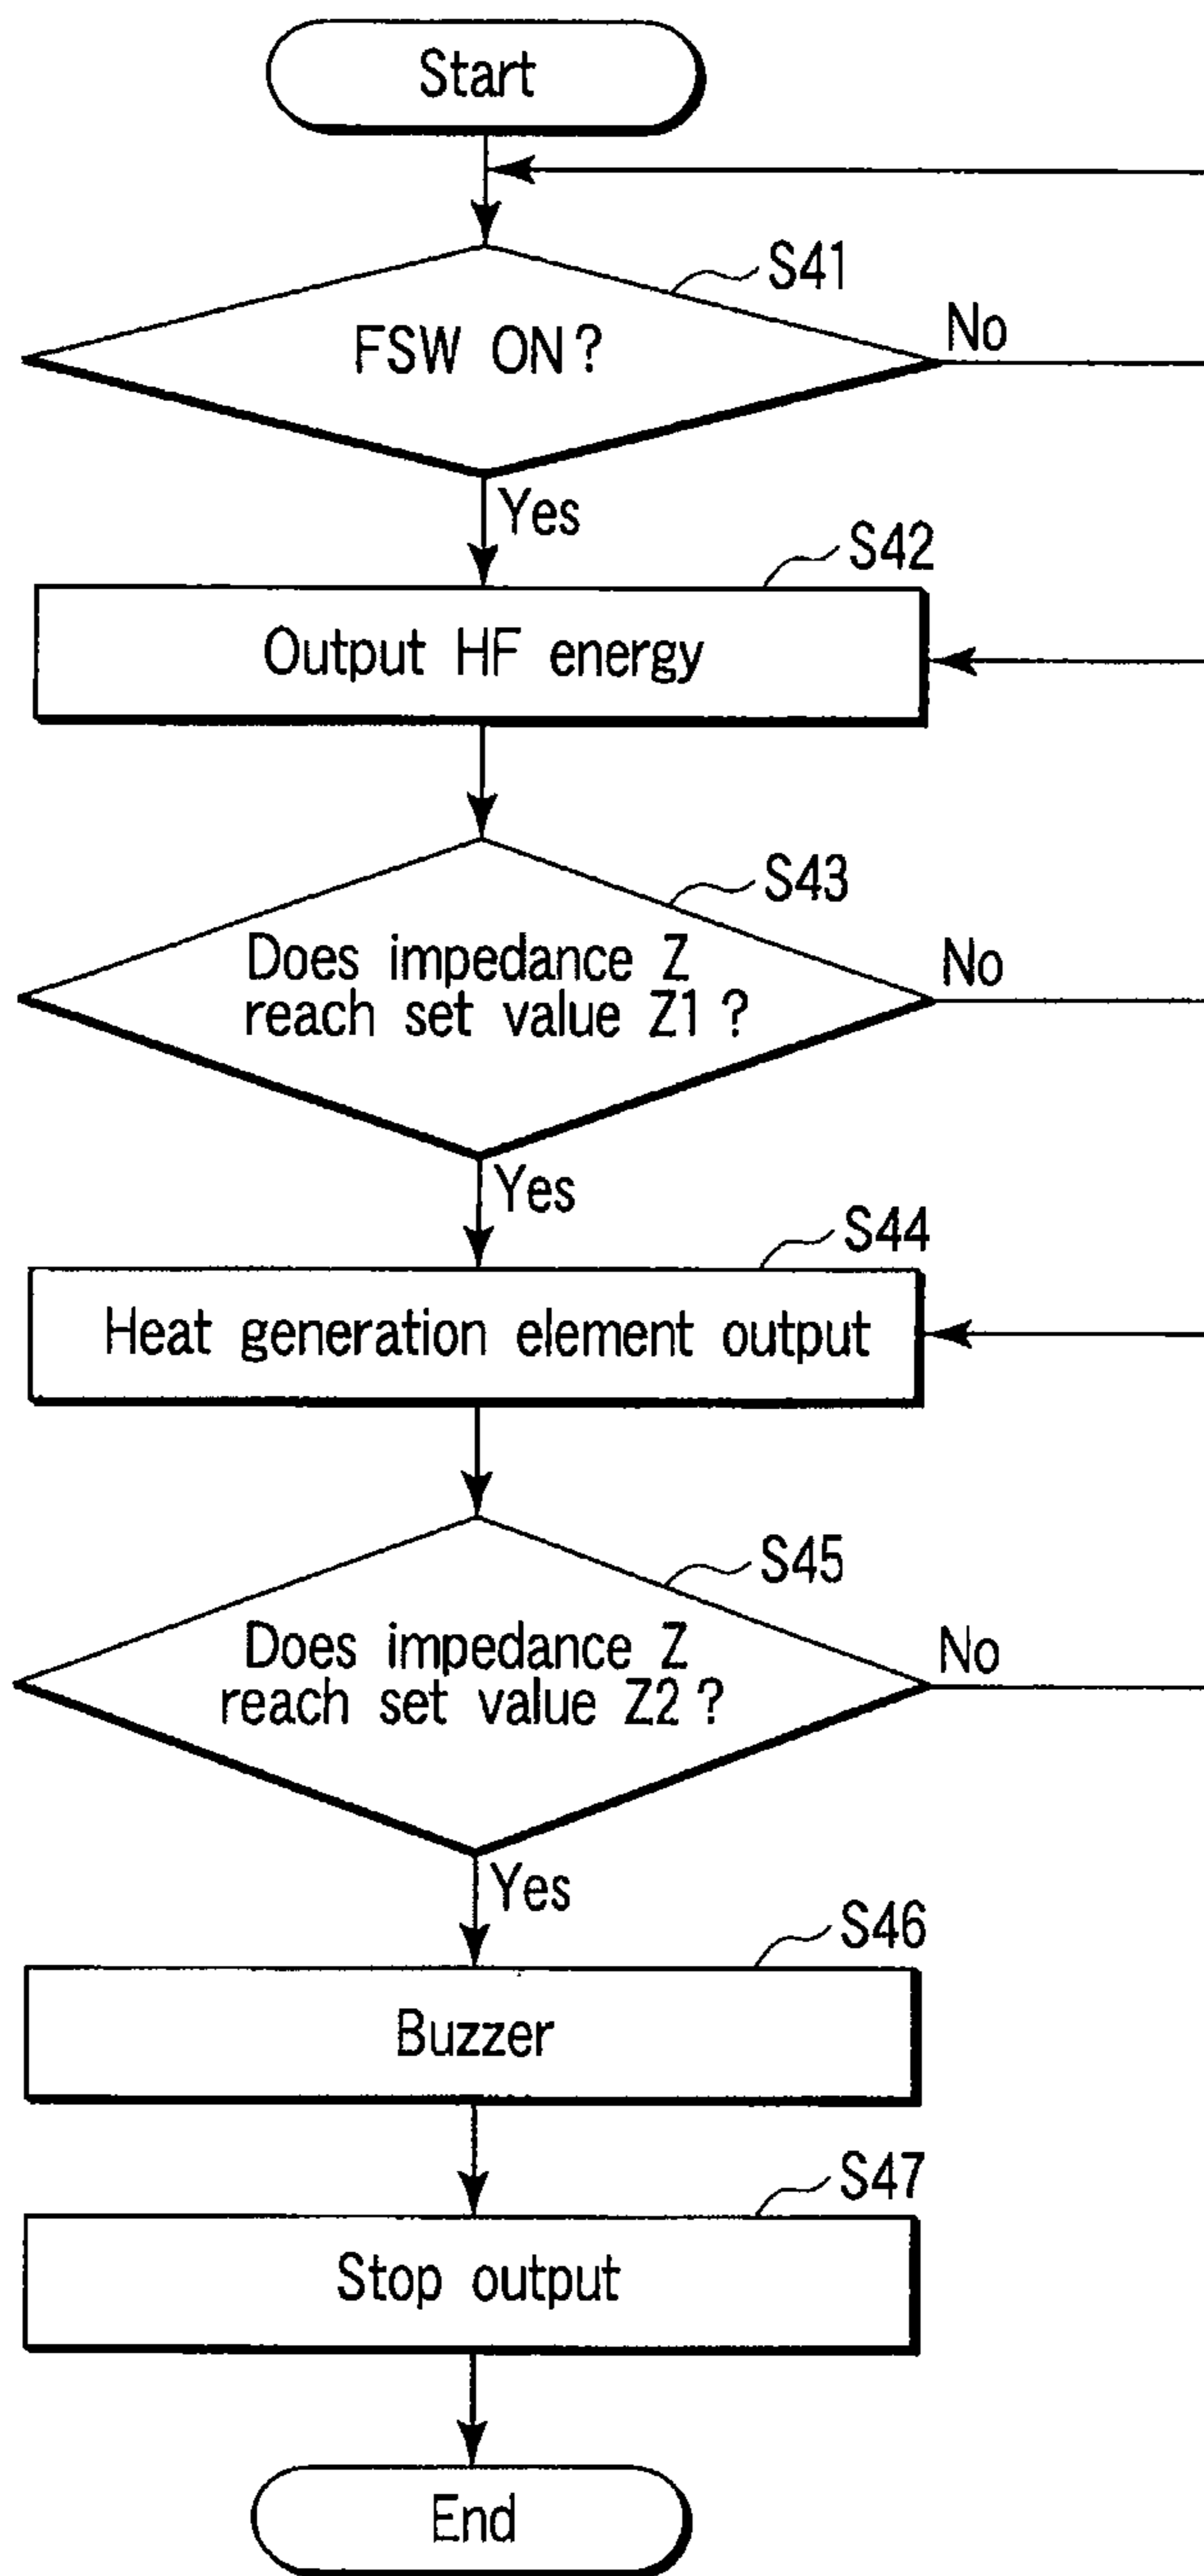 Start
S41
FSW ON?
No
Yes
S42
Output HF energy
S43
Does impedance Z
reach set value Z1?
No
Yes
S44
Heat generation element output
S45
Does impedance Z
reach set value Z2?
No
Yes
S46
Buzzer
S47
Stop output
End